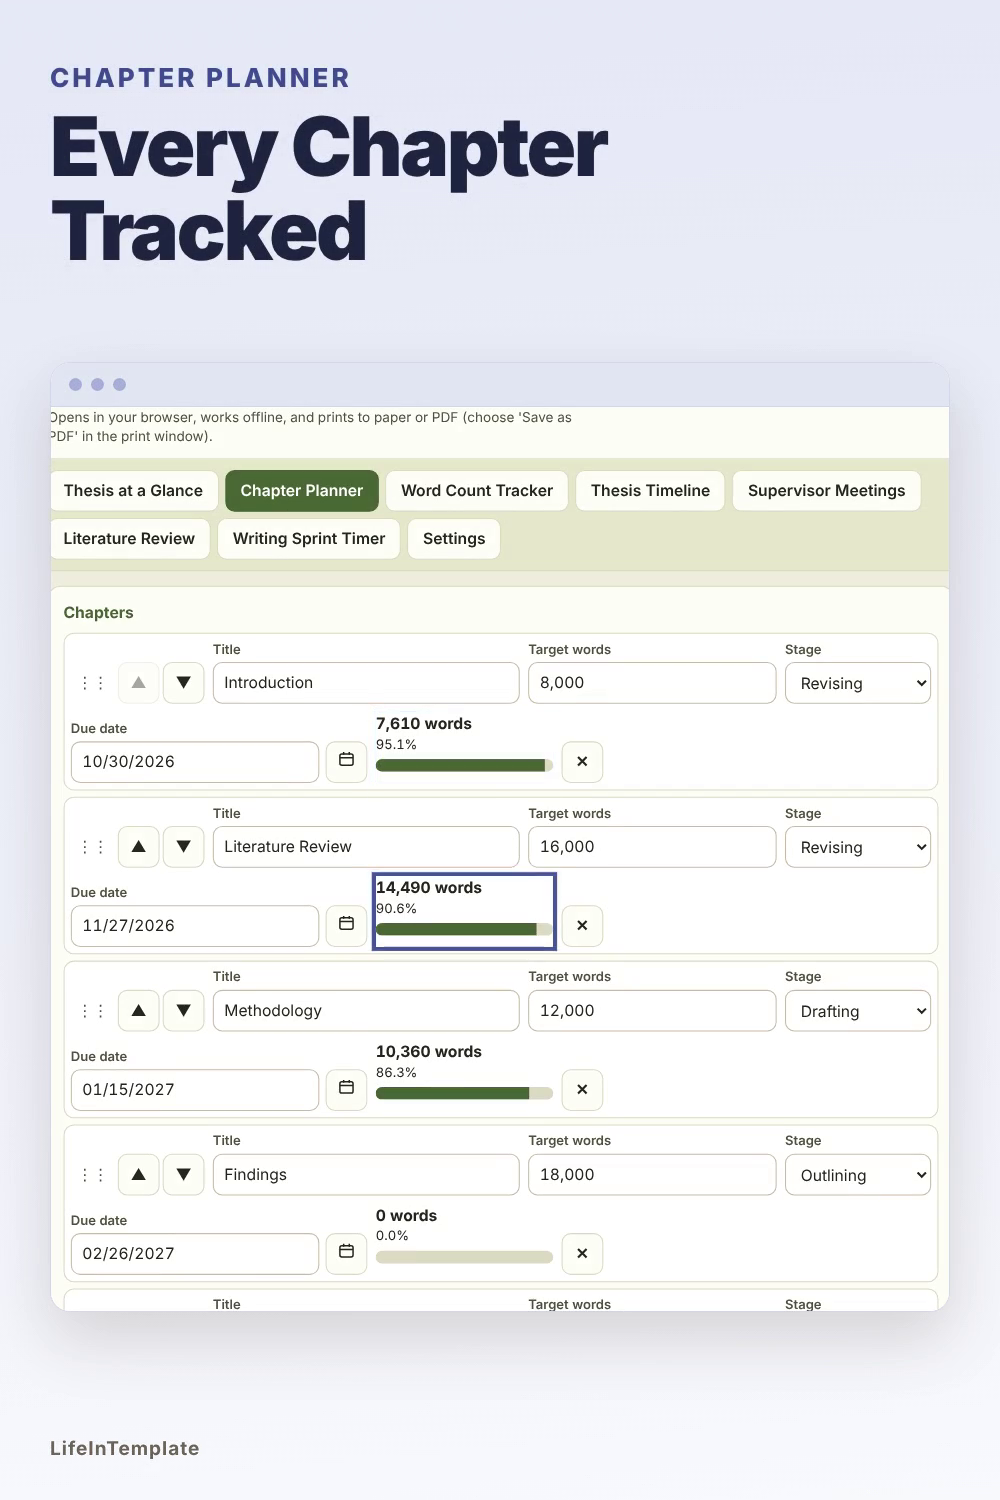 CHAPTER PLANNER
Every Chapter
Tracked
Opens in your browser, works offline, and prints to paper or PDF (choose 'Save as
PDF' in the print window).
Thesis at a Glance
Chapter Planner
Word Count Tracker
Thesis Timeline
Supervisor Meetings
Literature Review
Writing Sprint Timer
Settings
Chapters
Title
Target words
Stage
Introduction
8,000
Revising
Due date
7,610 words
95.1%
10/30/2026
Title
Target words
Stage
Literature Review
16,000
Revising
Due date
14,490 words
90.6%
11/27/2026
Title
Target words
Stage
Methodology
12,000
Drafting
Due date
10,360 words
86.3%
01/15/2027
Title
Target words
Stage
Findings
18,000
Outlining
Due date
0 words
0.0%
02/26/2027
Title
Target words
Stage
LifeInTemplate